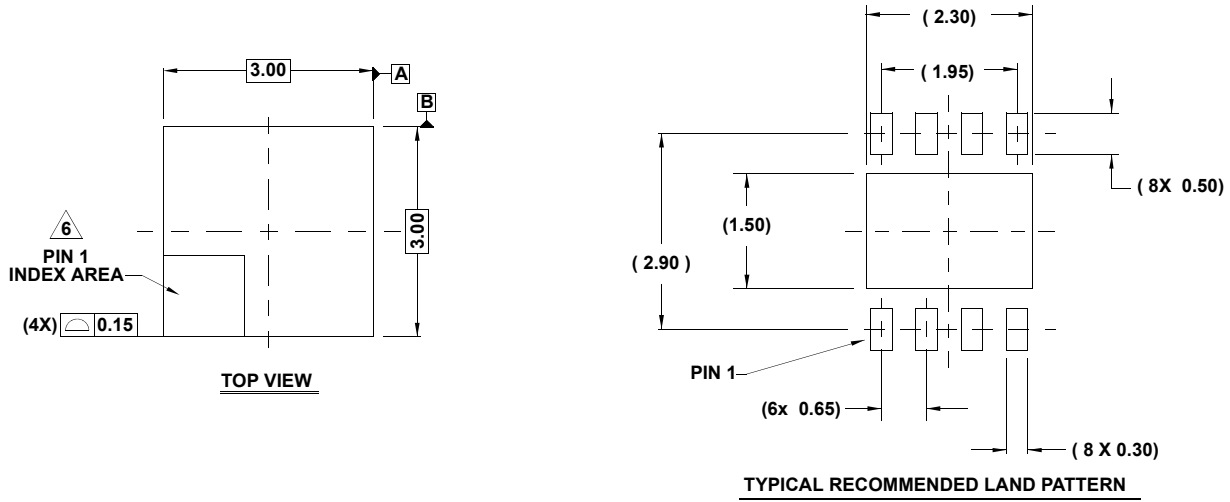 3.00
A
B
3.00
6
PIN 1
INDEX AREA
(4X) 0.15
TOP VIEW
( 2.30)
( 1.95)
( 8X 0.50)
(1.50)
( 2.90 )
PIN 1
(6x 0.65)
( 8 X 0.30)
TYPICAL RECOMMENDED LAND PATTERN